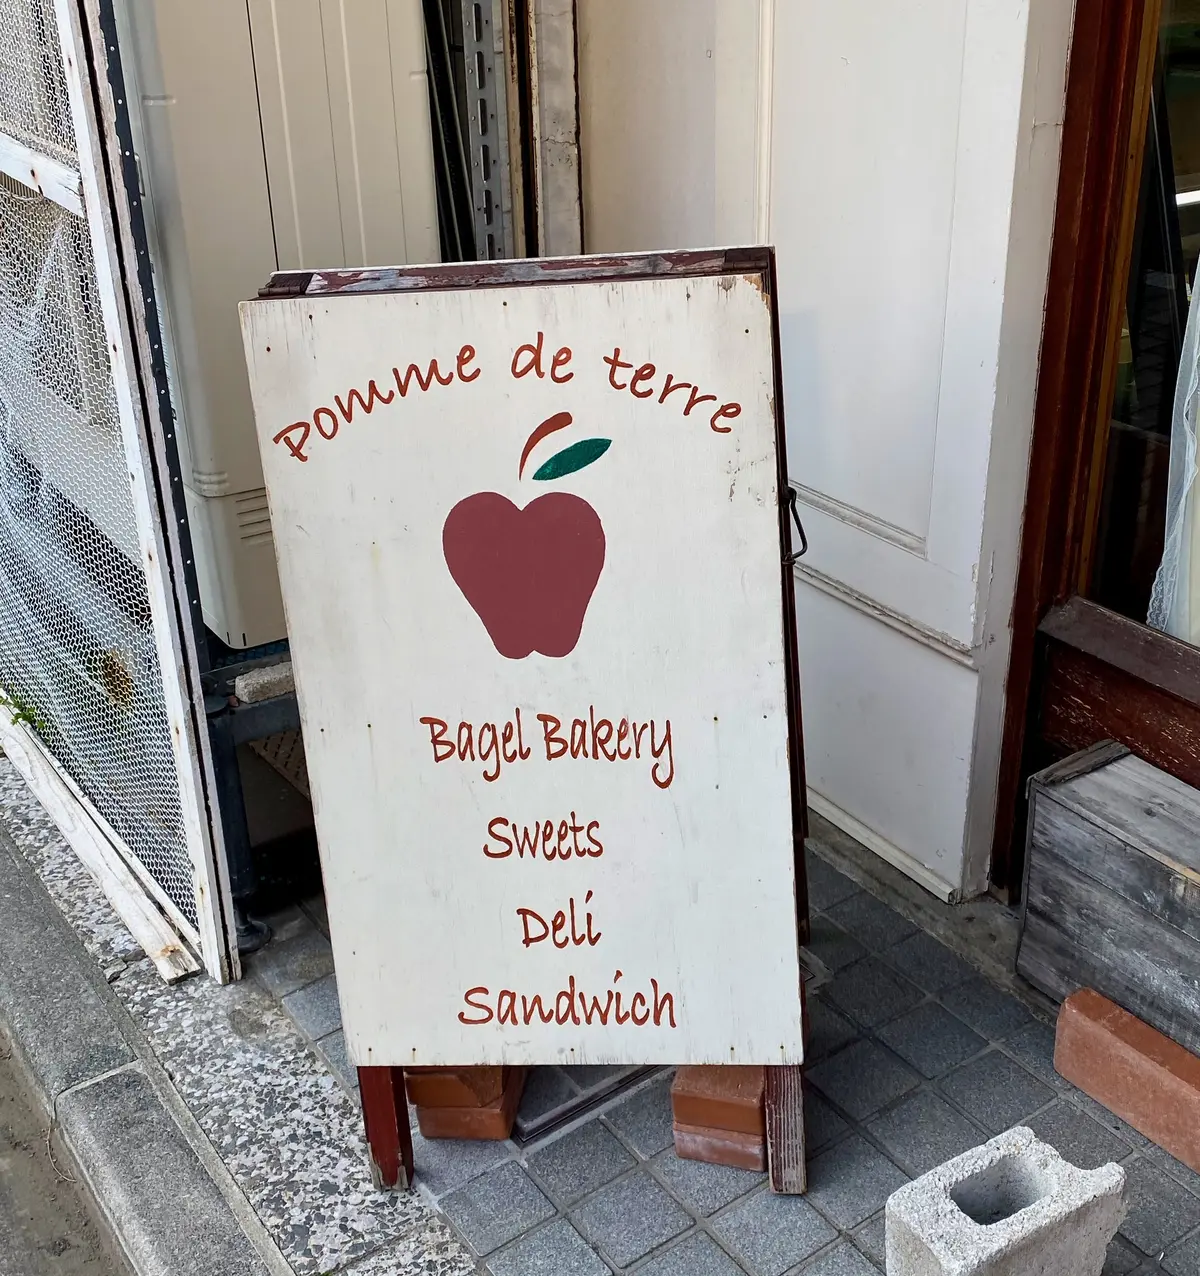 Pomme de terre
Bagel Bakery
Sweets
Deli
Sandwich